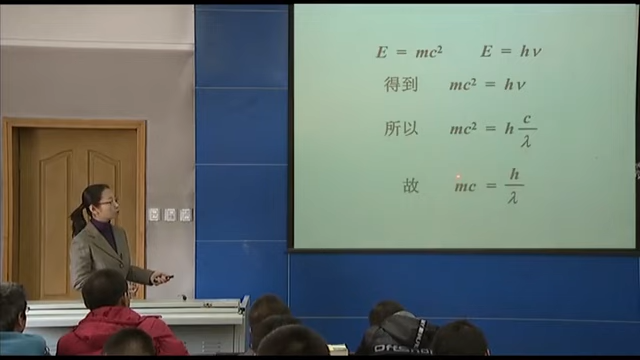 E = mc² E = hν
得到 mc² = hν
所以 mc² = h c/λ
故 mc = h/λ